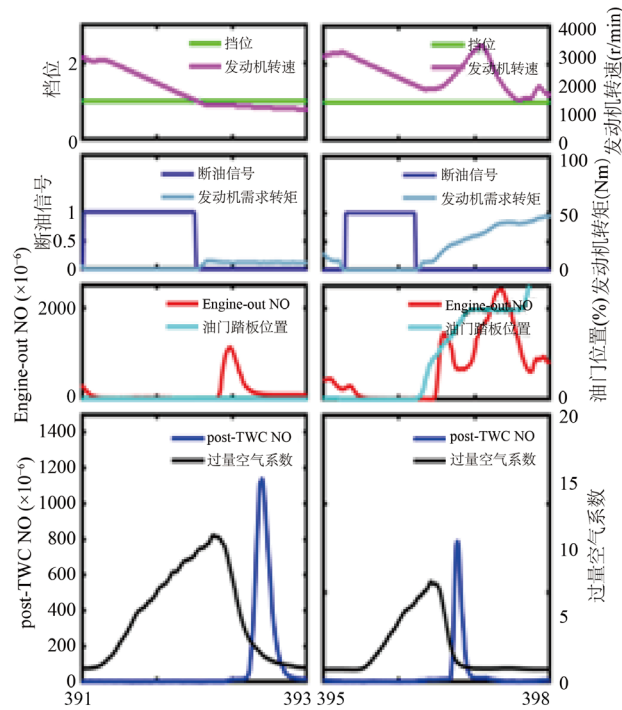 4000
挡位
挡位
3000
2
发动机转速
发动机转速
2000
1000
0
0
档位
发动机转速(r/min)
100
断油信号
断油信号
发动机需求转矩
发动机需求转矩
1
50
0.5
0
0
断油信号
发动机转矩(Nm)
2000
Engine-out NO
Engine-out NO
油门踏板位置
油门踏板位置
0
0
Engine-out NO (×10⁻⁶)
油门位置(%)
20
1400
post-TWC NO
post-TWC NO
过量空气系数
过量空气系数
1200
15
1000
800
10
600
400
5
200
0
0
post-TWC NO (×10⁻⁶)
过量空气系数
391
393
395
398